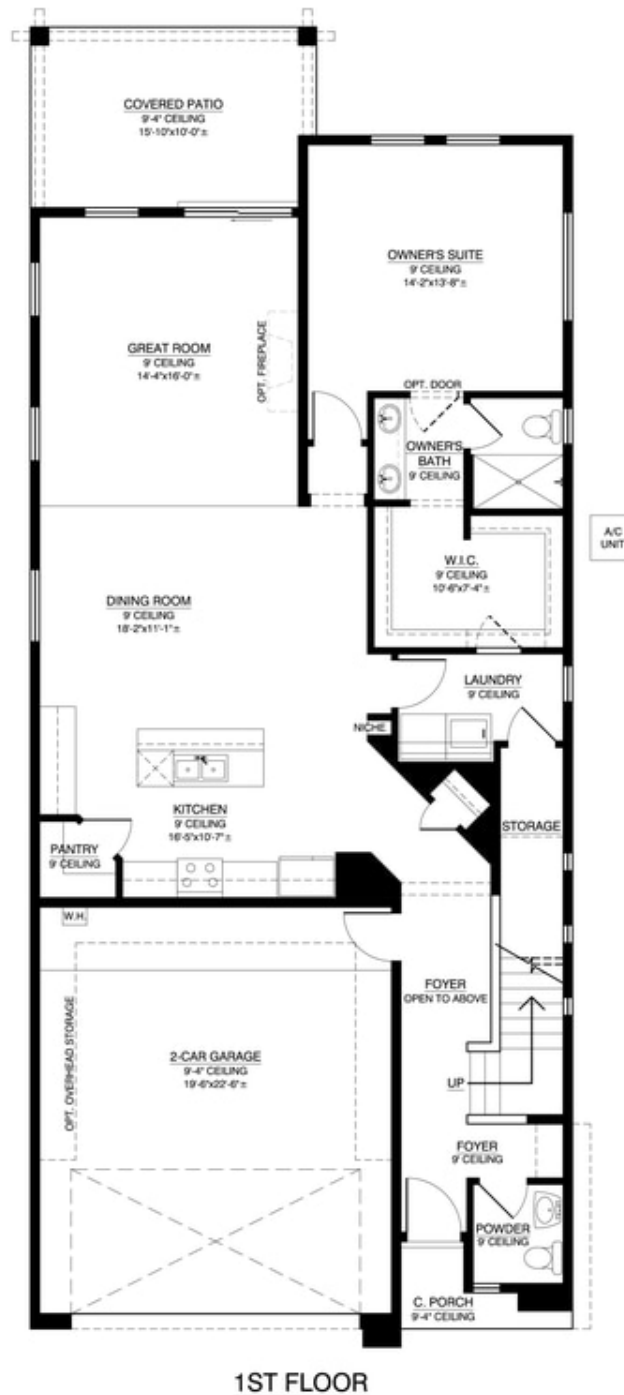 COVERED PATIO
9'-4" CEILING
15'-10"x10'-0"±
OWNER'S SUITE
9' CEILING
14'-2"x13'-8"±
GREAT ROOM
9' CEILING
14'-4"x16'-0"±
OPT. FIREPLACE
OPT. DOOR
OWNER'S
BATH
9' CEILING
A/C
UNIT
W.I.C.
9' CEILING
10'-6"x7'-4"±
DINING ROOM
9' CEILING
18'-2"x11'-1"±
LAUNDRY
9' CEILING
NICHE
KITCHEN
9' CEILING
16'-5"x10'-7"±
STORAGE
PANTRY
9' CEILING
W.H.
FOYER
OPEN TO ABOVE
OPT. OVERHEAD STORAGE
2-CAR GARAGE
9'-4" CEILING
19'-6"x22'-6"±
UP
FOYER
9' CEILING
POWDER
9' CEILING
C. PORCH
9'-4" CEILING
1ST FLOOR